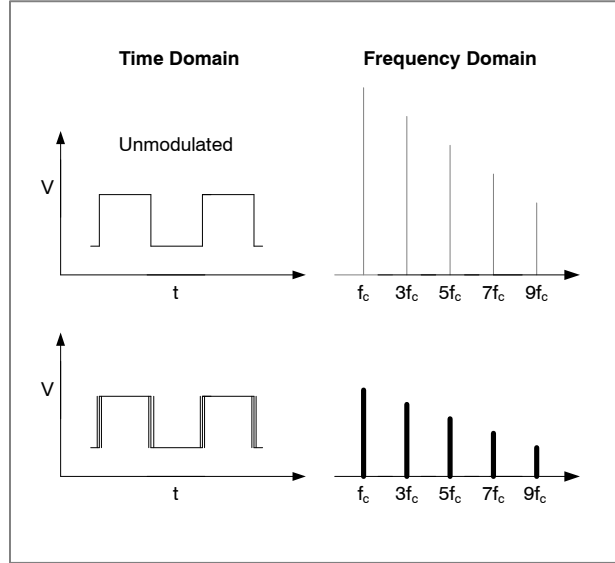 Time Domain
Frequency Domain
Unmodulated
V
t
fc 3fc 5fc 7fc 9fc
V
t
fc 3fc 5fc 7fc 9fc